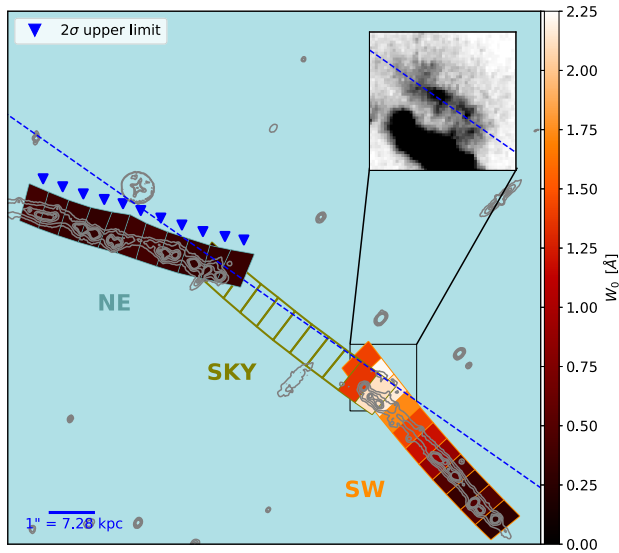 2σ upper limit
NE
SKY
SW
1" = 7.28 kpc
2.25
2.00
1.75
1.50
1.25
1.00
0.75
0.50
0.25
0.00
W₀ [Å]